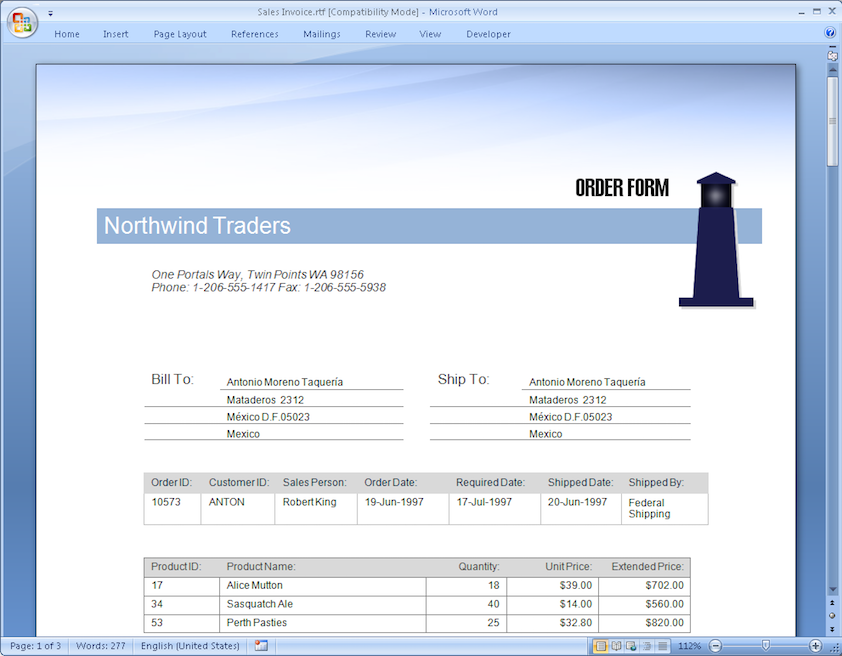 Sales Invoice.rtf [Compatibility Mode] - Microsoft Word
Home Insert Page Layout References Mailings Review View Developer
ORDER FORM
Northwind Traders
One Portals Way, Twin Points WA 98156
Phone: 1-206-555-1417 Fax: 1-206-555-5938
Bill To: Antonio Moreno Taquería Ship To: Antonio Moreno Taquería
Mataderos 2312 Mataderos 2312
México D.F.05023 México D.F.05023
Mexico Mexico
Order ID: Customer ID: Sales Person: Order Date: Required Date: Shipped Date: Shipped By:
10573 ANTON Robert King 19-Jun-1997 17-Jul-1997 20-Jun-1997 Federal
Shipping
Product ID: Product Name: Quantity: Unit Price: Extended Price:
17 Alice Mutton 18 $39.00 $702.00
34 Sasquatch Ale 40 $14.00 $560.00
53 Perth Pasties 25 $32.80 $820.00
Page: 1 of 3 Words: 277 English (United States) 112%